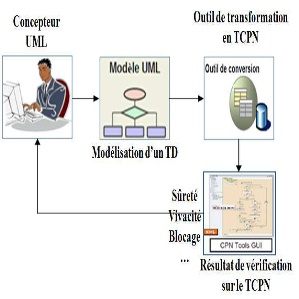 Concepteur
UML
Outil de transformation
en TCPN
Modèle UML
Outil de conversion
Modélisation d'un TD
Sûreté
Vivacité
Blocage
...
CPN Tools GUI
Résultat de vérification
sur le TCPN